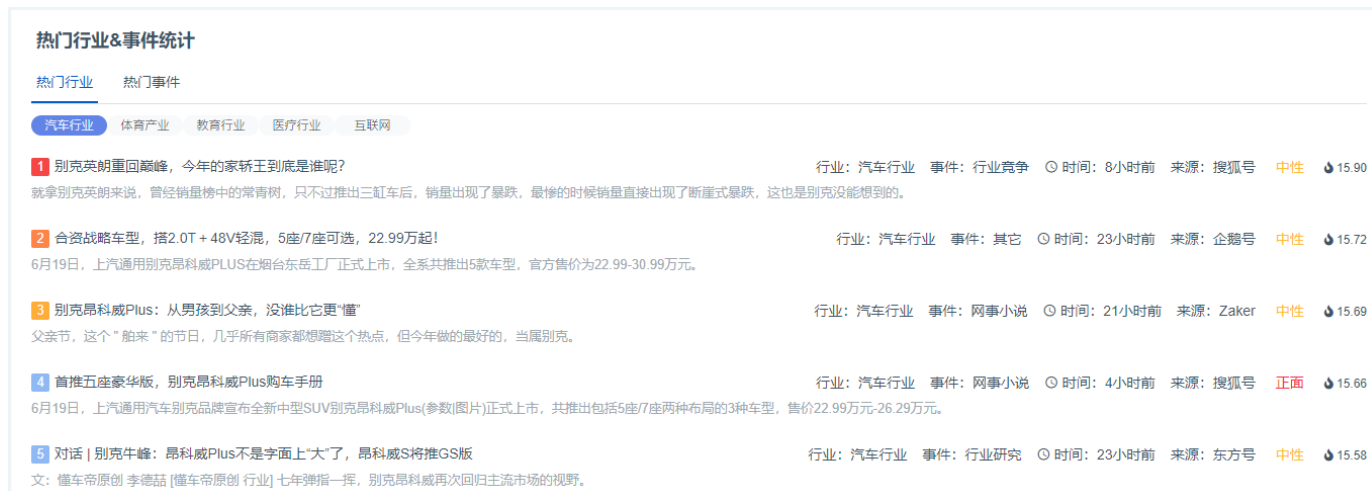 热门行业&事件统计
热门行业 热门事件
汽车行业 体育产业 教育行业 医疗行业 互联网
1 别克英朗重回巅峰，今年的家轿王到底是谁呢？ 行业：汽车行业 事件：行业竞争 时间：8小时前 来源：搜狐号 中性 15.90
就拿别克英朗来说，曾经销量榜中的常青树，只不过推出三缸车后，销量出现了暴跌，最惨的时候销量直接出现了断崖式暴跌，这也是别克没能想到的。
2 合资战略车型，搭2.0T＋48V轻混，5座/7座可选，22.99万起！ 行业：汽车行业 事件：其它 时间：23小时前 来源：企鹅号 中性 15.72
6月19日，上汽通用别克昂科威PLUS在烟台东岳工厂正式上市，全系共推出5款车型，官方售价为22.99-30.99万元。
3 别克昂科威Plus：从男孩到父亲，没谁比它更“懂” 行业：汽车行业 事件：网事小说 时间：21小时前 来源：Zaker 中性 15.69
父亲节，这个＂舶来＂的节日，几乎所有商家都想蹭这个热点，但今年做的最好的，当属别克。
4 首推五座豪华版，别克昂科威Plus购车手册 行业：汽车行业 事件：网事小说 时间：4小时前 来源：搜狐号 正面 15.66
6月19日，上汽通用汽车别克品牌宣布全新中型SUV别克昂科威Plus(参数|图片)正式上市，共推出包括5座/7座两种布局的3种车型，售价22.99万元-26.29万元。
5 对话 | 别克牛峰：昂科威Plus不是字面上“大”了，昂科威S将推GS版 行业：汽车行业 事件：行业研究 时间：23小时前 来源：东方号 中性 15.58
文：懂车帝原创 李德喆 [懂车帝原创 行业] 七年弹指一挥，别克昂科威再次回归主流市场的视野。